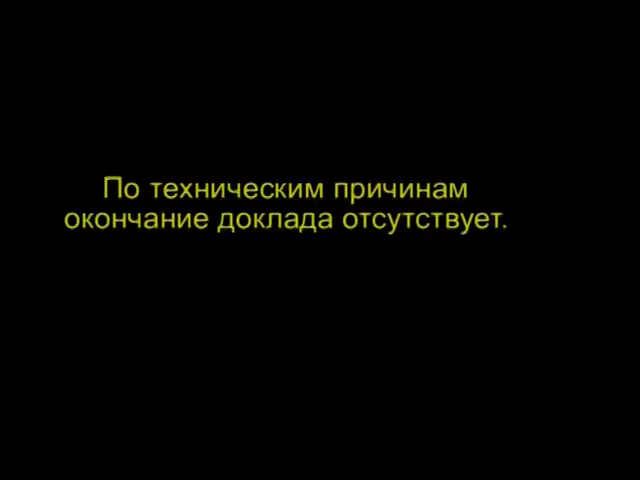 По техническим причинам
окончание доклада отсутствует.